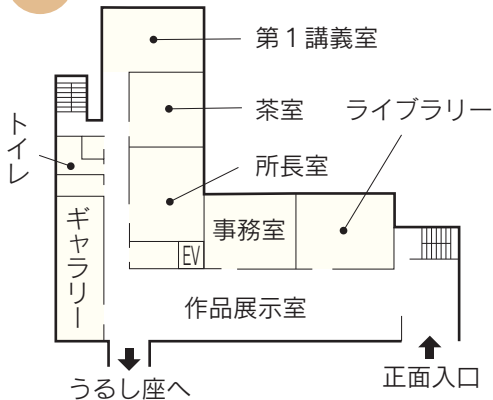 第1講義室
茶室
ライブラリー
トイレ
所長室
ギャラリー
事務室
EV
作品展示室
うるし座へ
正面入口